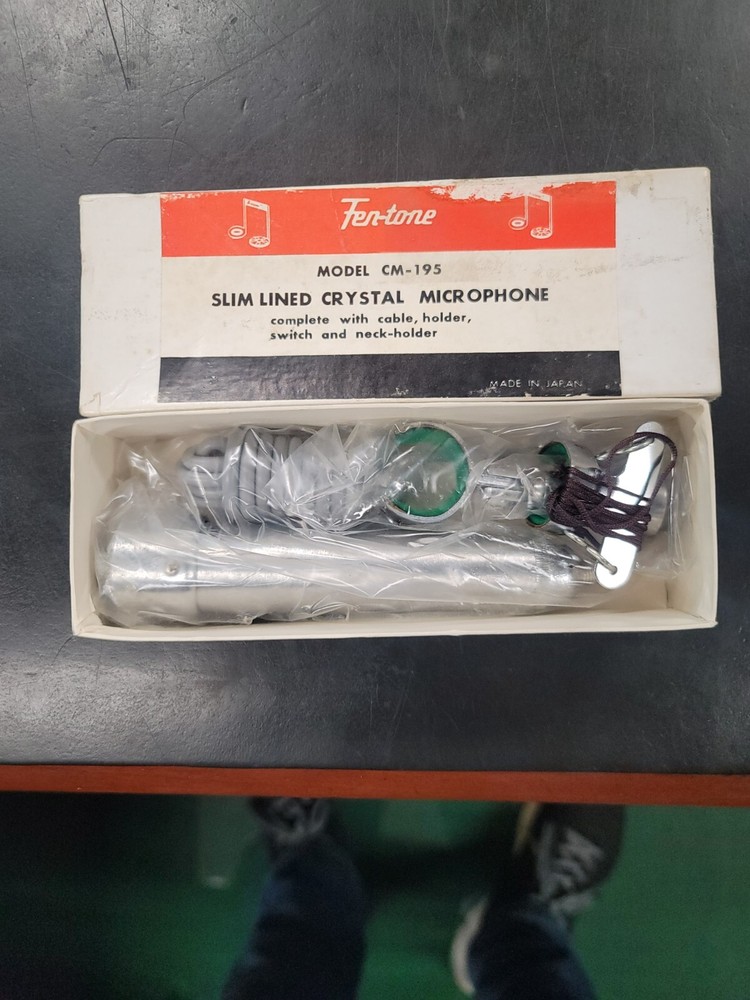 Fen-tone
MODEL CM-195
SLIM LINED CRYSTAL MICROPHONE
complete with cable, holder,
switch and neck-holder
MADE IN JAPAN